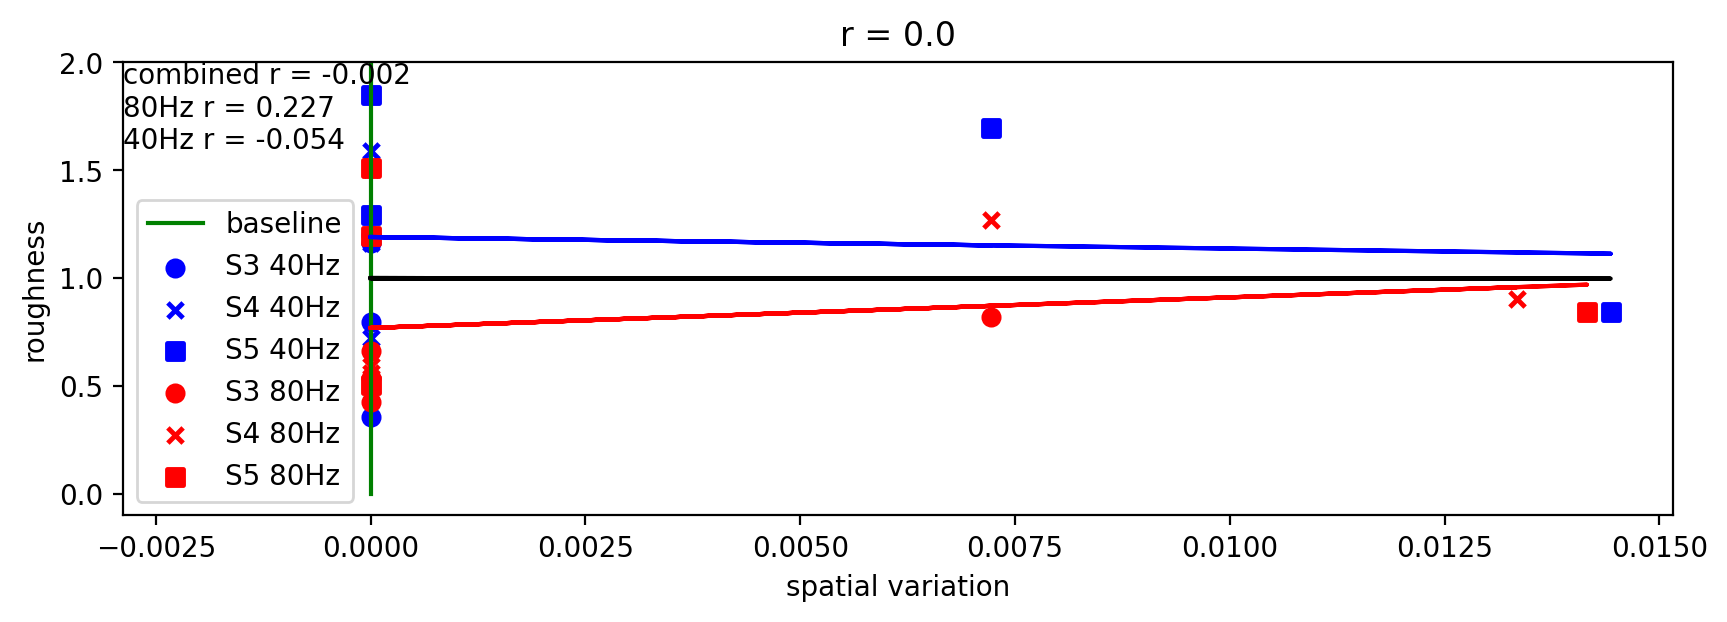 r = 0.0
combined r = -0.002
80Hz r = 0.227
40Hz r = -0.054
2.0
1.5
1.0
0.5
0.0
roughness
baseline
S3 40Hz
S4 40Hz
S5 40Hz
S3 80Hz
S4 80Hz
S5 80Hz
−0.0025 0.0000 0.0025 0.0050 0.0075 0.0100 0.0125 0.0150
spatial variation